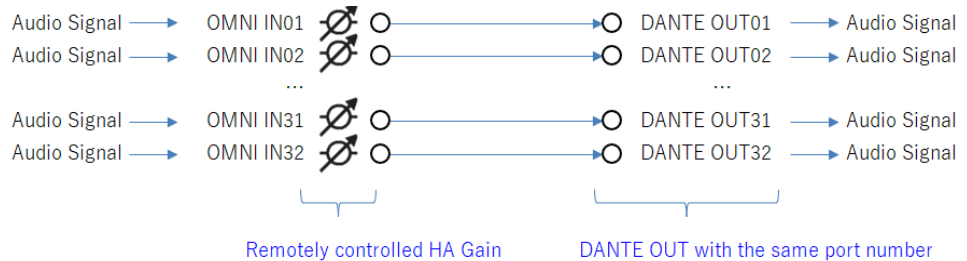 Audio Signal OMNI IN01 DANTE OUT01 Audio Signal
Audio Signal OMNI IN02 DANTE OUT02 Audio Signal
... ...
Audio Signal OMNI IN31 DANTE OUT31 Audio Signal
Audio Signal OMNI IN32 DANTE OUT32 Audio Signal
Remotely controlled HA Gain DANTE OUT with the same port number